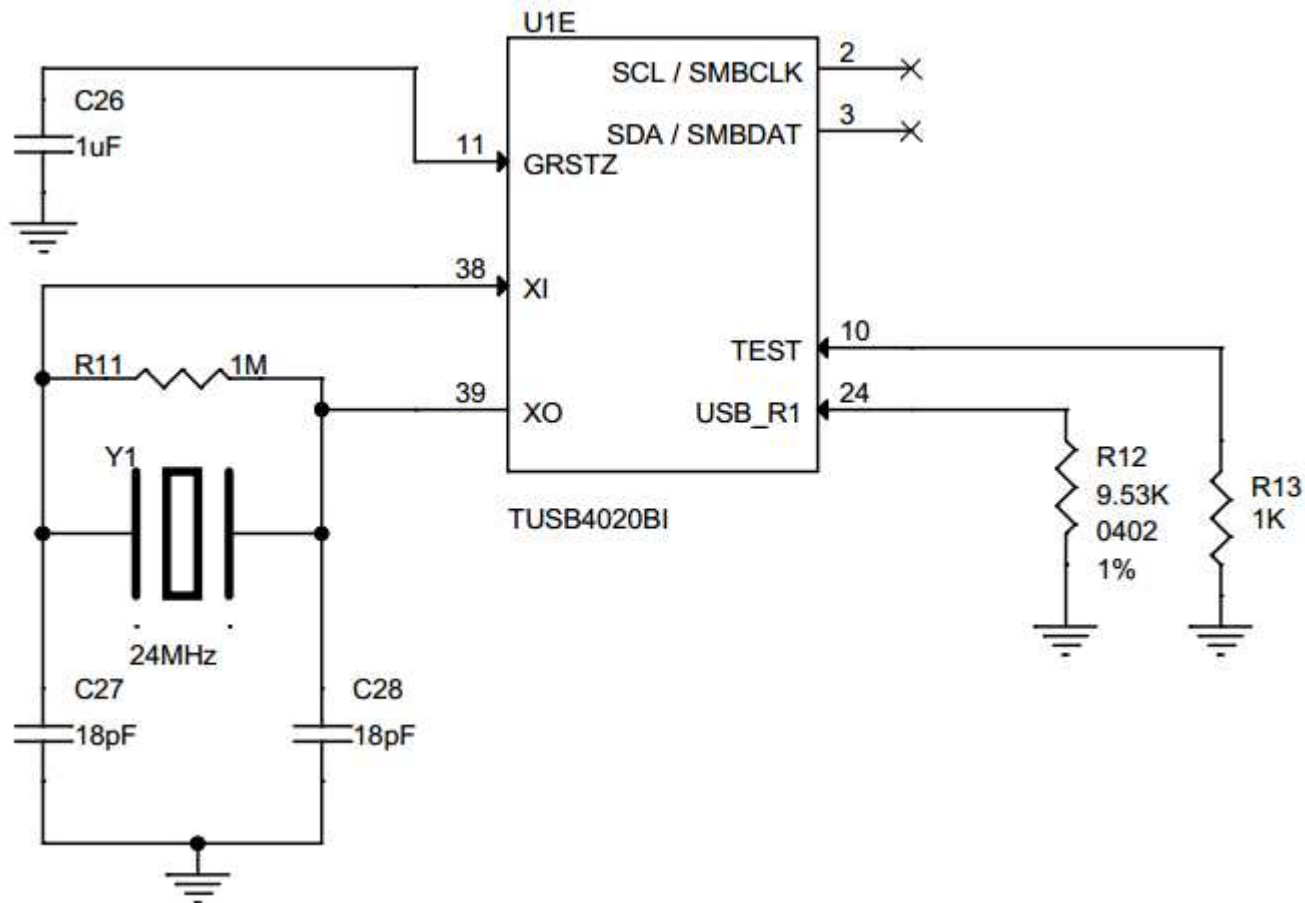 U1E
SCL / SMBCLK
2
SDA / SMBDAT
3
C26
1uF
11
GRSTZ
38
XI
R11
1M
39
XO
TEST
10
USB_R1
24
Y1
24MHz
TUSB4020BI
R12
9.53K
0402
1%
R13
1K
C27
18pF
C28
18pF